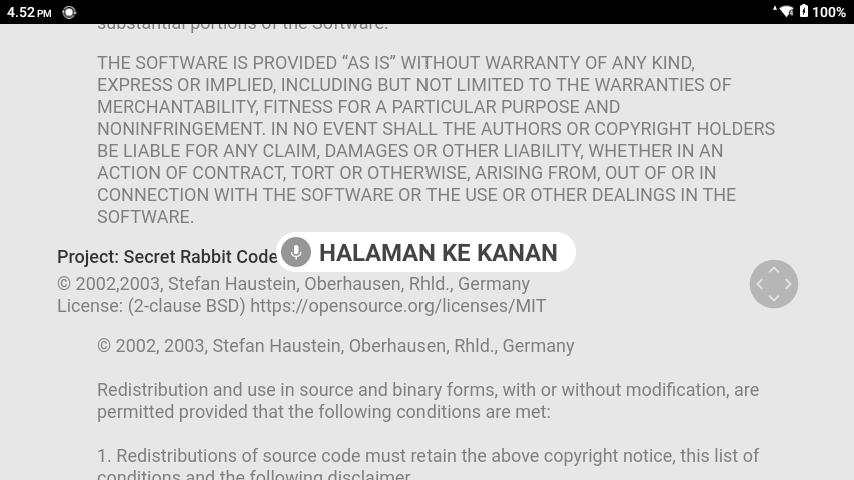 4.52 PM
100%
substantial portions of the Software.
THE SOFTWARE IS PROVIDED “AS IS” WITHOUT WARRANTY OF ANY KIND,
EXPRESS OR IMPLIED, INCLUDING BUT NOT LIMITED TO THE WARRANTIES OF
MERCHANTABILITY, FITNESS FOR A PARTICULAR PURPOSE AND
NONINFRINGEMENT. IN NO EVENT SHALL THE AUTHORS OR COPYRIGHT HOLDERS
BE LIABLE FOR ANY CLAIM, DAMAGES OR OTHER LIABILITY, WHETHER IN AN
ACTION OF CONTRACT, TORT OR OTHERWISE, ARISING FROM, OUT OF OR IN
CONNECTION WITH THE SOFTWARE OR THE USE OR OTHER DEALINGS IN THE
SOFTWARE.
Project: Secret Rabbit Code
HALAMAN KE KANAN
© 2002,2003, Stefan Haustein, Oberhausen, Rhld., Germany
License: (2-clause BSD) https://opensource.org/licenses/MIT
© 2002, 2003, Stefan Haustein, Oberhausen, Rhld., Germany
Redistribution and use in source and binary forms, with or without modification, are
permitted provided that the following conditions are met:
1. Redistributions of source code must retain the above copyright notice, this list of
conditions and the following disclaimer.